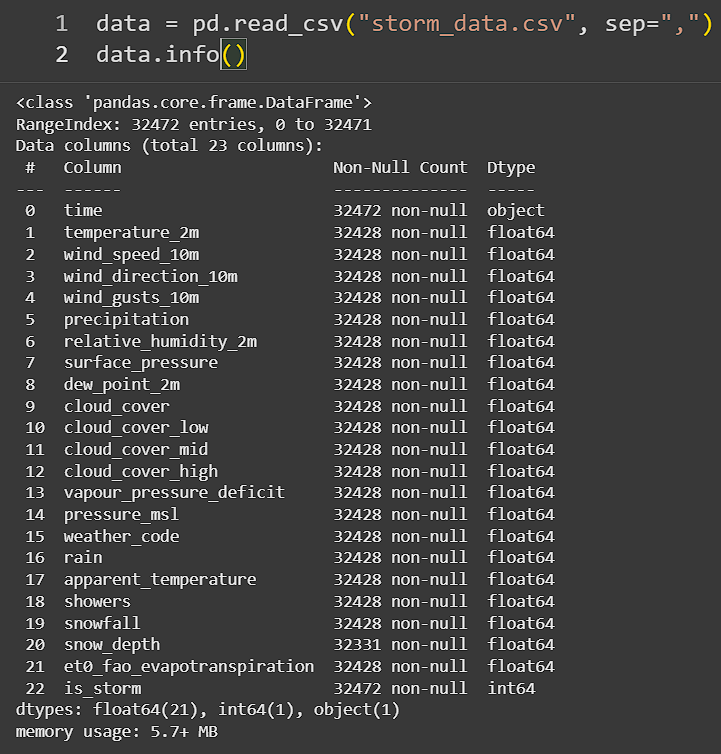 1 data = pd.read_csv("storm_data.csv", sep=",")
2 data.info()
<class 'pandas.core.frame.DataFrame'>
RangeIndex: 32472 entries, 0 to 32471
Data columns (total 23 columns):
 #   Column                      Non-Null Count  Dtype
---  ------                      --------------  -----
 0   time                        32472 non-null  object
 1   temperature_2m              32428 non-null  float64
 2   wind_speed_10m              32428 non-null  float64
 3   wind_direction_10m          32428 non-null  float64
 4   wind_gusts_10m              32428 non-null  float64
 5   precipitation               32428 non-null  float64
 6   relative_humidity_2m        32428 non-null  float64
 7   surface_pressure            32428 non-null  float64
 8   dew_point_2m                32428 non-null  float64
 9   cloud_cover                 32428 non-null  float64
 10  cloud_cover_low             32428 non-null  float64
 11  cloud_cover_mid             32428 non-null  float64
 12  cloud_cover_high            32428 non-null  float64
 13  vapour_pressure_deficit     32428 non-null  float64
 14  pressure_msl                32428 non-null  float64
 15  weather_code                32428 non-null  float64
 16  rain                        32428 non-null  float64
 17  apparent_temperature        32428 non-null  float64
 18  showers                     32428 non-null  float64
 19  snowfall                    32428 non-null  float64
 20  snow_depth                  32331 non-null  float64
 21  et0_fao_evapotranspiration  32428 non-null  float64
 22  is_storm                    32472 non-null  int64
dtypes: float64(21), int64(1), object(1)
memory usage: 5.7+ MB